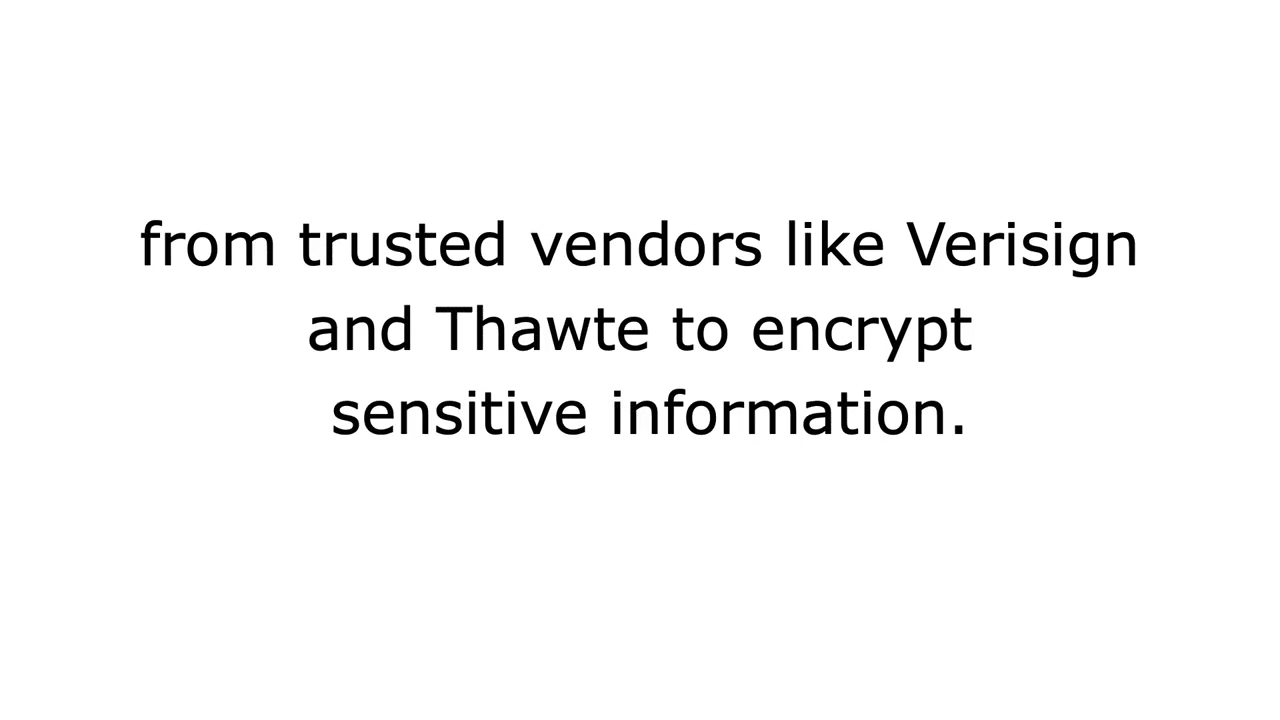 from trusted vendors like Verisign
and Thawte to encrypt
sensitive information.